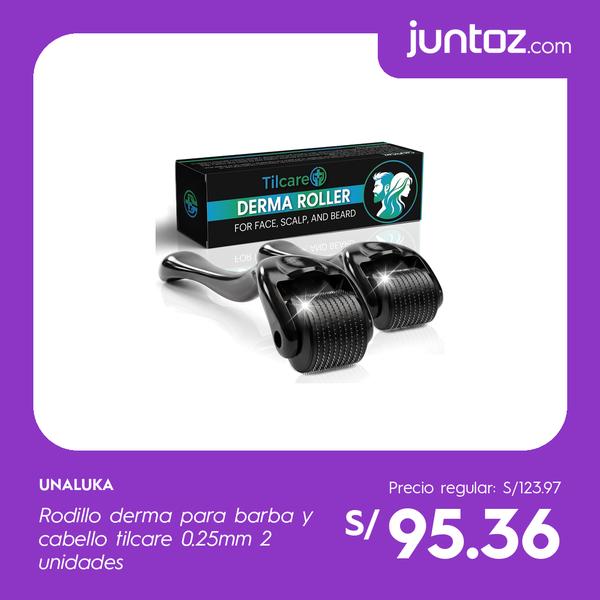 juntoz.com
Tilcare
DERMA ROLLER
FOR FACE, SCALP, AND BEARD
UNALUKA
Rodillo derma para barba y
cabello tilcare 0.25mm 2
unidades
Precio regular: S/123.97
S/ 95.36